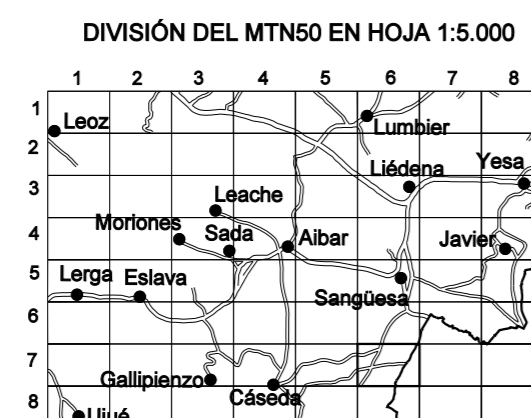 DIVISIÓN DEL MTN50 EN HOJA 1:5.000
1 2 3 4 5 6 7 8
1
Leoz
Lumbier
2
Liédena
Yesa
3
Leache
Moriones
Sada
4
Aibar
Javier
5
Lerga
Eslava
Sangüesa
6
7
Gallipienzo
Cáseda
8
Ujué